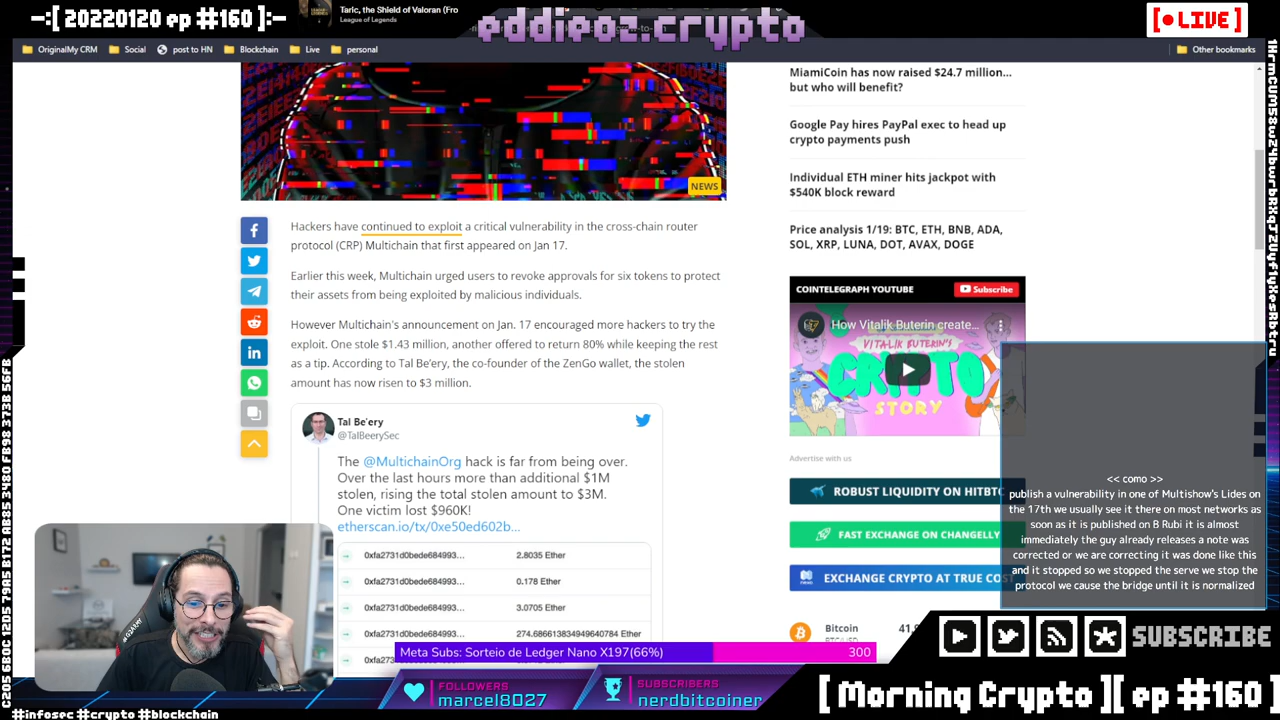 -:[ 20220120 ep #160]:-
Taric, the Shield of Valoran (Fro
League of Legends
eddieoz.crypto
[● LIVE]
OriginalMy CRM
Social
post to HN
Blockchain
Live
personal
Other bookmarks
NEWS
Hackers have continued to exploit a critical vulnerability in the cross-chain router
protocol (CRP) Multichain that first appeared on Jan 17.
Earlier this week, Multichain urged users to revoke approvals for six tokens to protect
their assets from being exploited by malicious individuals.
However Multichain's announcement on Jan. 17 encouraged more hackers to try the
exploit. One stole $1.43 million, another offered to return 80% while keeping the rest
as a tip. According to Tal Be'ery, the co-founder of the ZenGo wallet, the stolen
amount has now risen to $3 million.
Tal Be'ery
@TalBeerySec
The @MultichainOrg hack is far from being over.
Over the last hours more than additional $1M
stolen, rising the total stolen amount to $3M.
One victim lost $960K!
etherscan.io/tx/0xe50ed602b...
0xfa2731d0bede684993... 2.8035 Ether
0xfa2731d0bede684993... 0.178 Ether
0xfa2731d0bede684993... 3.0705 Ether
0xfa2731d0bede684993... 274.686613834949640784 Ether
MiamiCoin has now raised $24.7 million...
but who will benefit?
Google Pay hires PayPal exec to head up
crypto payments push
Individual ETH miner hits jackpot with
$540K block reward
Price analysis 1/19: BTC, ETH, BNB, ADA,
SOL, XRP, LUNA, DOT, AVAX, DOGE
COINTELEGRAPH YOUTUBE
Subscribe
How Vitalik Buterin create...
VITALIK BUTERIN'S
CRYPTO
STORY
Advertise with us
ROBUST LIQUIDITY ON HITBTC
FAST EXCHANGE ON CHANGELLY
EXCHANGE CRYPTO AT TRUE COS
Bitcoin
BTC/USD
<< como >>
publish a vulnerability in one of Multishow's Lides on
the 17th we usually see it there on most networks as
soon as it is published on B Rubi it is almost
immediately the guy already releases a note was
corrected or we are correcting it was done like this
and it stopped so we stopped the serve we stop the
protocol we cause the bridge until it is normalized
Meta Subs: Sorteio de Ledger Nano X197(66%)
300
FOLLOWERS
marcel8027
SUBSCRIBERS
nerdbitcoiner
SUBSCRIBE
[ Morning Crypto ][ ep #160 ]
#infosec #crypto #blockchain